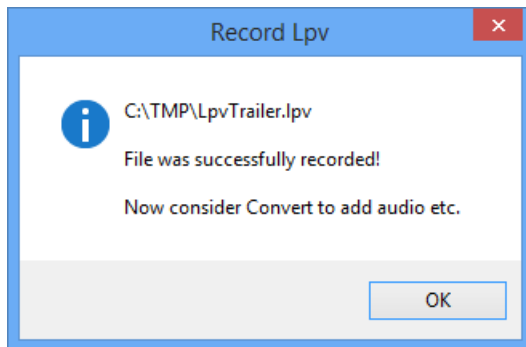 Record Lpv
C:\TMP\LpvTrailer.lpv
File was successfully recorded!
Now consider Convert to add audio etc.
OK